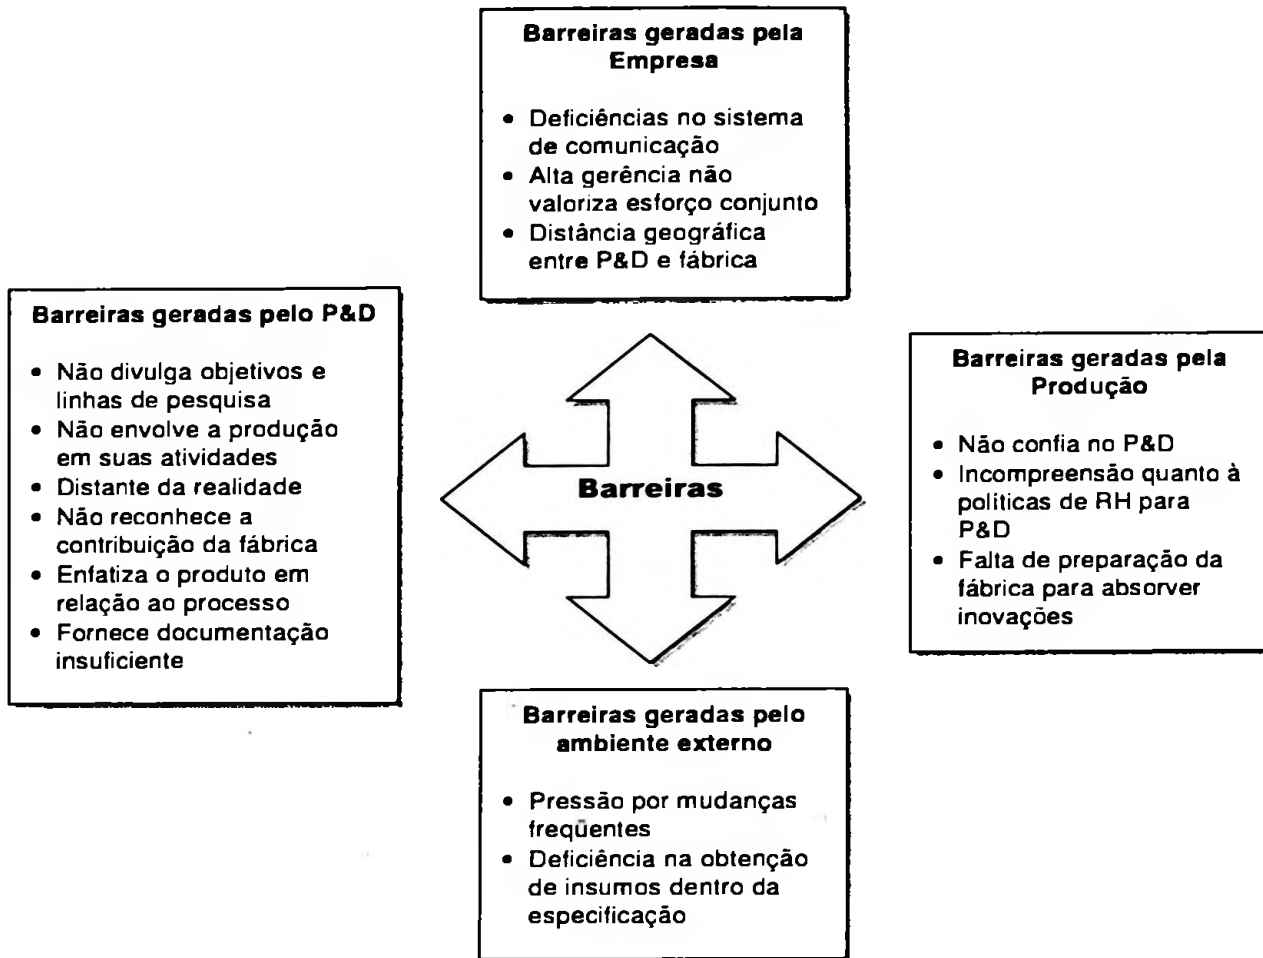 Barreiras geradas pela
Empresa
• Deficiências no sistema
de comunicação
• Alta gerência não
valoriza esforço conjunto
• Distância geográfica
entre P&D e fábrica
Barreiras geradas pelo P&D
• Não divulga objetivos e
linhas de pesquisa
• Não envolve a produção
em suas atividades
• Distante da realidade
• Não reconhece a
contribuição da fábrica
• Enfatiza o produto em
relação ao processo
• Fornece documentação
insuficiente
Barreiras
Barreiras geradas pela
Produção
• Não confia no P&D
• Incompreensão quanto à
políticas de RH para
P&D
• Falta de preparação da
fábrica para absorver
inovações
Barreiras geradas pelo
ambiente externo
• Pressão por mudanças
freqüentes
• Deficiência na obtenção
de insumos dentro da
especificação